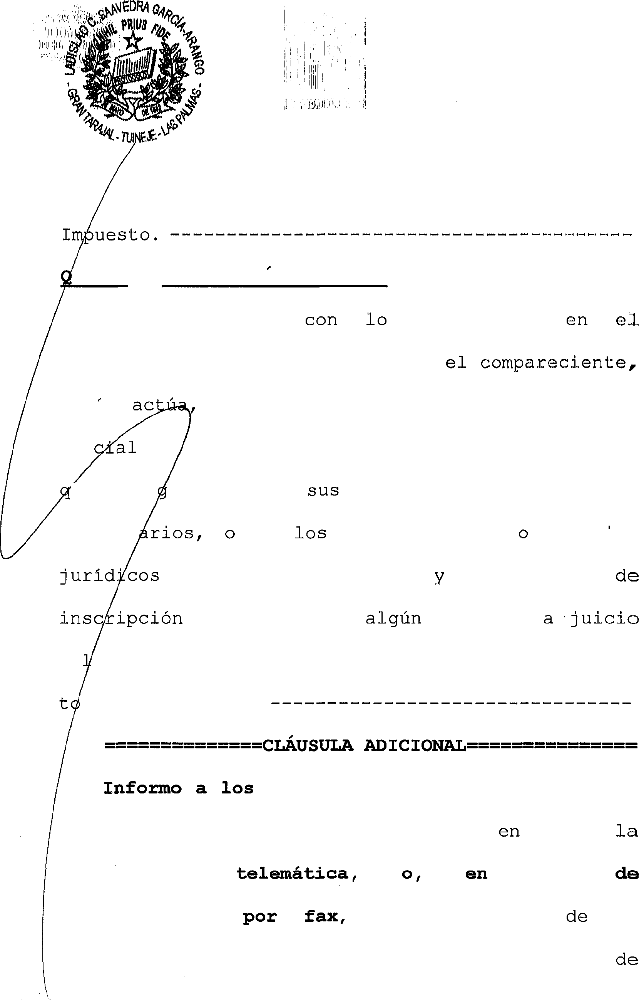 LADISLAO C. SAAVEDRA GARCÍA-ARANGO
NIHIL PRIUS FIDE
PROTOCOLO
MAYO DE 1862
- GRAN TARAJAL - TUINEJE - LAS PALMAS -
Impuesto. -----------------------------------------
Q
con lo en el
el compareciente,
actúa,
cial
q g sus
arios, o los o
jurídicos y de
inscripción algún a juicio
l
to --------------------------------
==============CLÁUSULA ADICIONAL===============
Informo a los
en la
telemática, o, en de
por fax, de
de